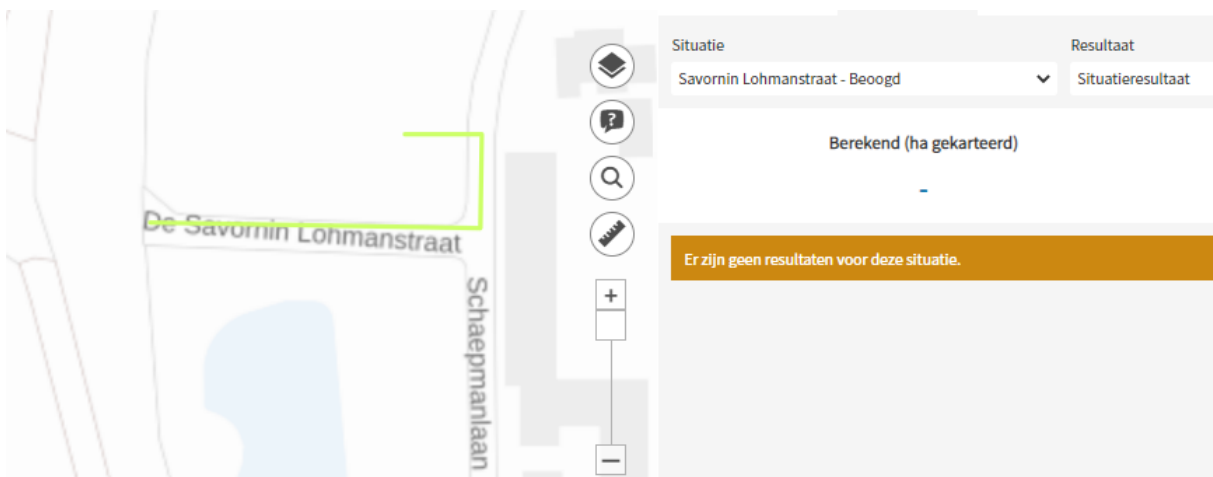 De Savornin Lohmanstraat
Schaepmanlaan
?
+
−
Situatie
Resultaat
Savornin Lohmanstraat - Beoogd
Situatieresultaat
Berekend (ha gekarteerd)
-
Er zijn geen resultaten voor deze situatie.